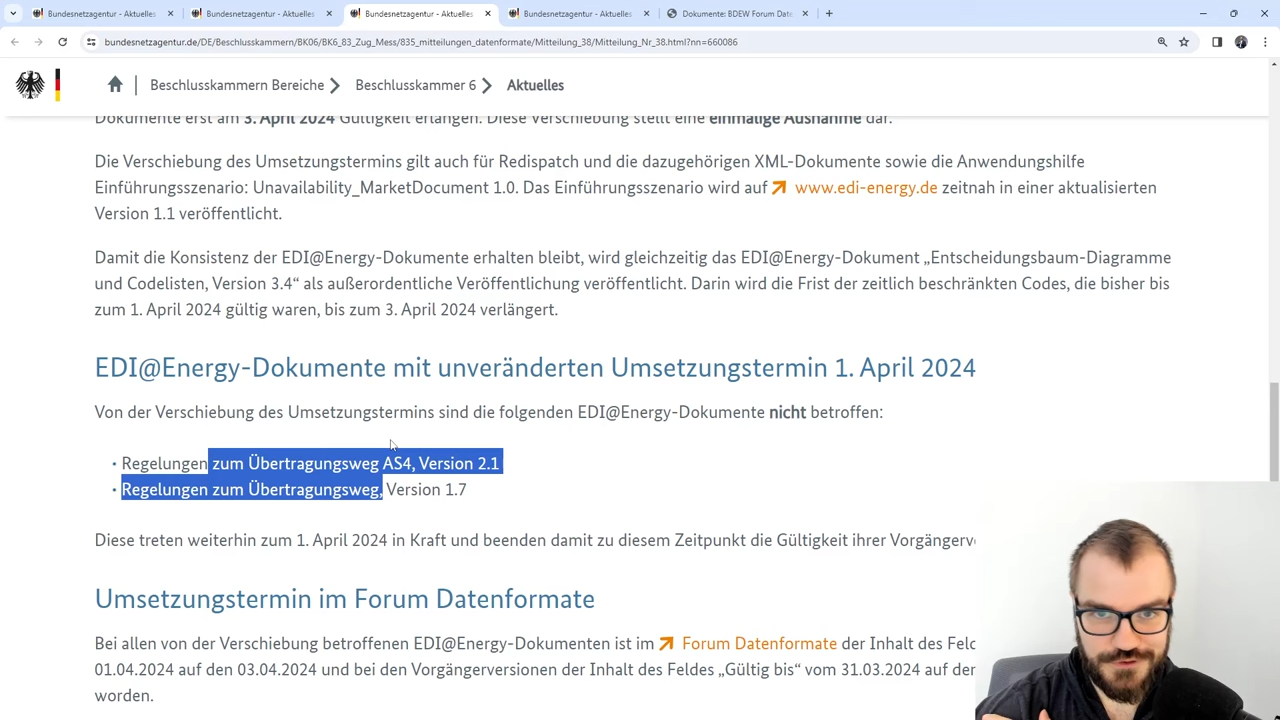 Bundesnetzagentur - Aktuelles
Bundesnetzagentur - Aktuelles
Bundesnetzagentur - Aktuelles
Bundesnetzagentur - Aktuelles
Dokumente: BDEW Forum Date
bundesnetzagentur.de/DE/Beschlusskammern/BK06/BK6_83_Zug_Mess/835_mitteilungen_datenformate/Mitteilung_38/Mitteilung_Nr_38.html?nn=660086
Beschlusskammern Bereiche
Beschlusskammer 6
Aktuelles
Dokumente erst am 3. April 2024 Gültigkeit erlangen. Diese Verschiebung stellt eine einmalige Ausnahme dar.
Die Verschiebung des Umsetzungstermins gilt auch für Redispatch und die dazugehörigen XML-Dokumente sowie die Anwendungshilfe
Einführungsszenario: Unavailability_MarketDocument 1.0. Das Einführungsszenario wird auf www.edi-energy.de zeitnah in einer aktualisierten
Version 1.1 veröffentlicht.
Damit die Konsistenz der EDI@Energy-Dokumente erhalten bleibt, wird gleichzeitig das EDI@Energy-Dokument „Entscheidungsbaum-Diagramme
und Codelisten, Version 3.4“ als außerordentliche Veröffentlichung veröffentlicht. Darin wird die Frist der zeitlich beschränkten Codes, die bisher bis
zum 1. April 2024 gültig waren, bis zum 3. April 2024 verlängert.
EDI@Energy-Dokumente mit unveränderten Umsetzungstermin 1. April 2024
Von der Verschiebung des Umsetzungstermins sind die folgenden EDI@Energy-Dokumente nicht betroffen:
• Regelungen zum Übertragungsweg AS4, Version 2.1
• Regelungen zum Übertragungsweg, Version 1.7
Diese treten weiterhin zum 1. April 2024 in Kraft und beenden damit zu diesem Zeitpunkt die Gültigkeit ihrer Vorgängerv
Umsetzungstermin im Forum Datenformate
Bei allen von der Verschiebung betroffenen EDI@Energy-Dokumenten ist im Forum Datenformate der Inhalt des Feld
01.04.2024 auf den 03.04.2024 und bei den Vorgängerversionen der Inhalt des Feldes „Gültig bis“ vom 31.03.2024 auf den
worden.